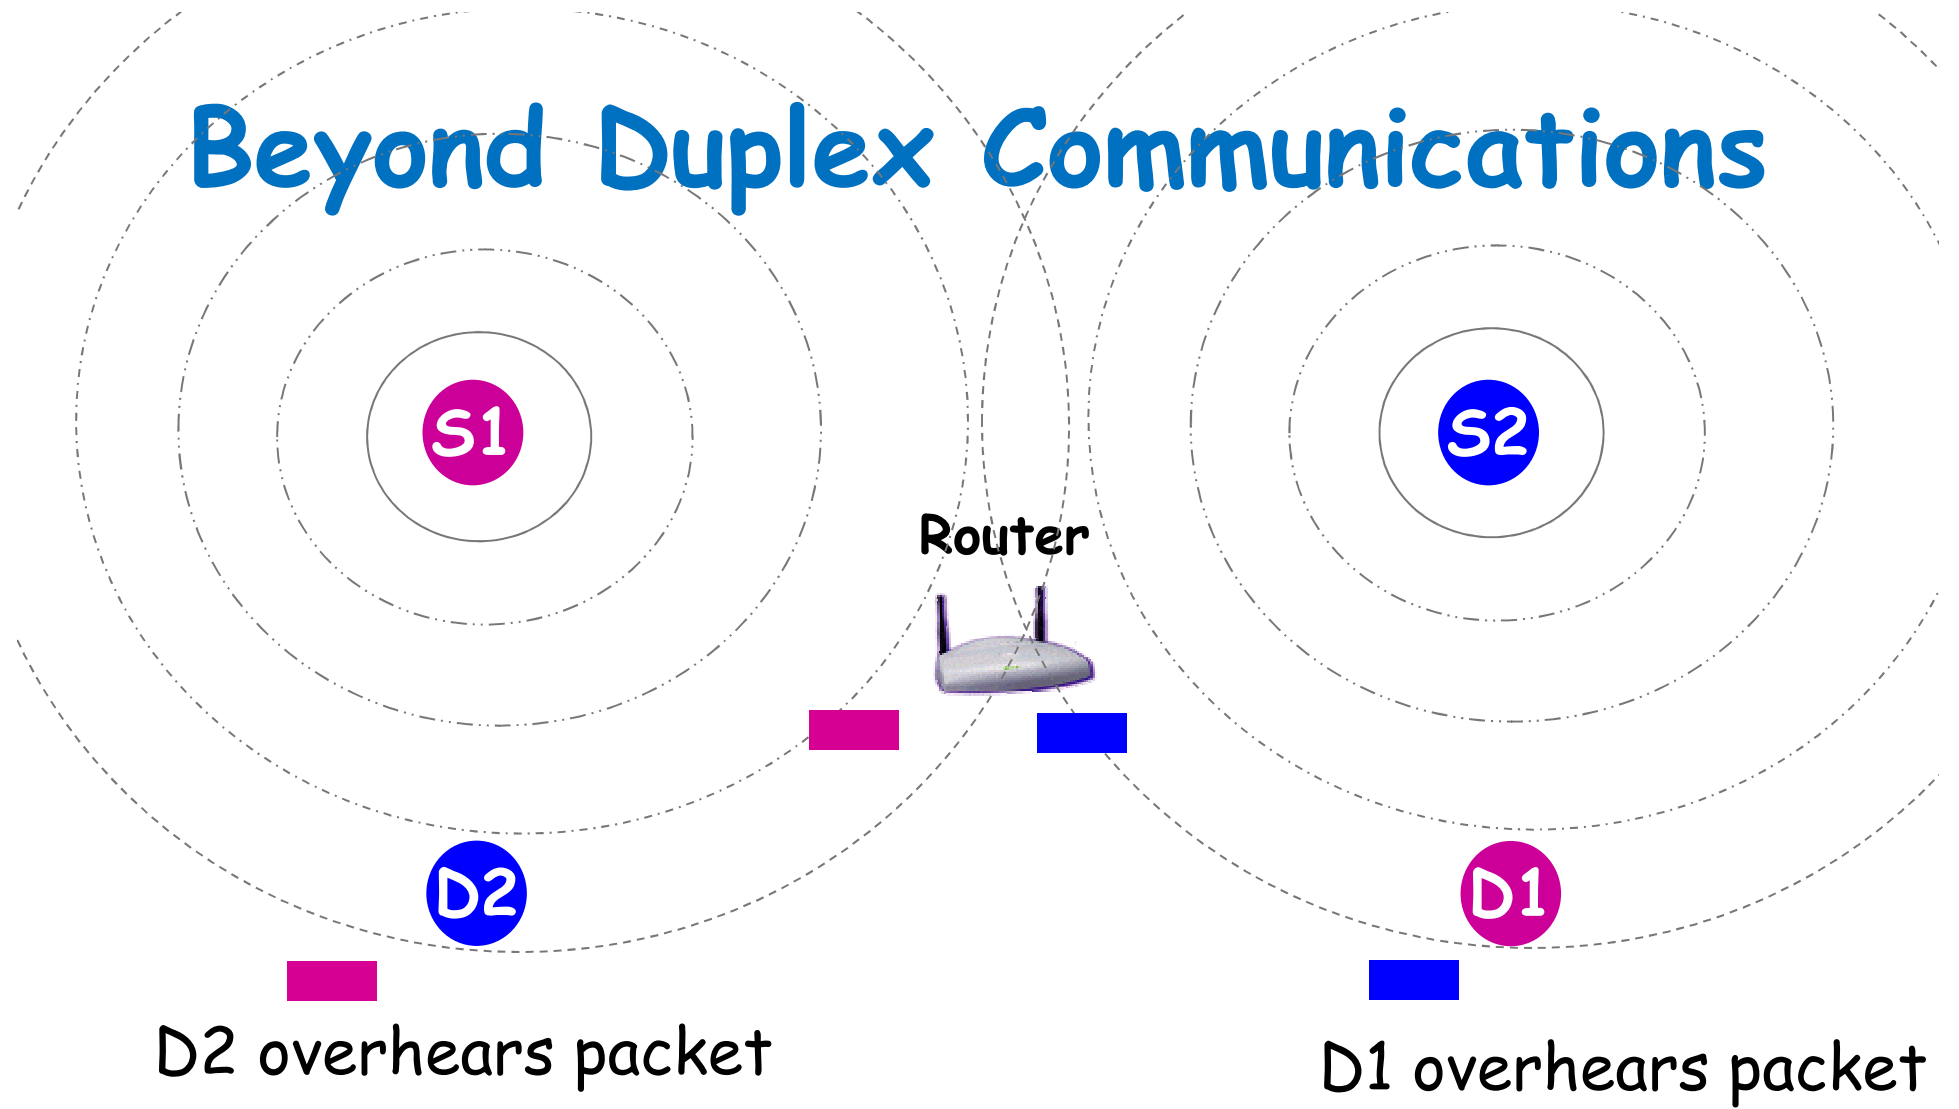 Beyond Duplex Communications
S1
S2
Router
D2
D1
D2 overhears packet
D1 overhears packet